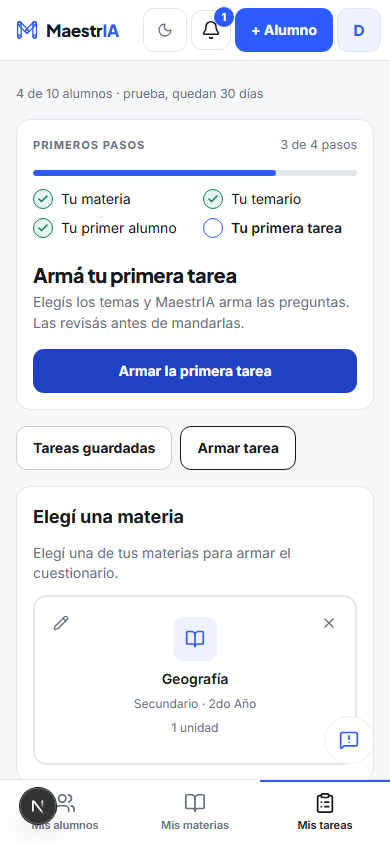 MaestrIA
1
+ Alumno
D
4 de 10 alumnos · prueba, quedan 30 días
PRIMEROS PASOS
3 de 4 pasos
Tu materia
Tu temario
Tu primer alumno
Tu primera tarea
Armá tu primera tarea
Elegís los temas y MaestrIA arma las preguntas.
Las revisás antes de mandarlas.
Armar la primera tarea
Tareas guardadas
Armar tarea
Elegí una materia
Elegí una de tus materias para armar el
cuestionario.
Geografía
Secundario · 2do Año
1 unidad
N
Mis alumnos
Mis materias
Mis tareas